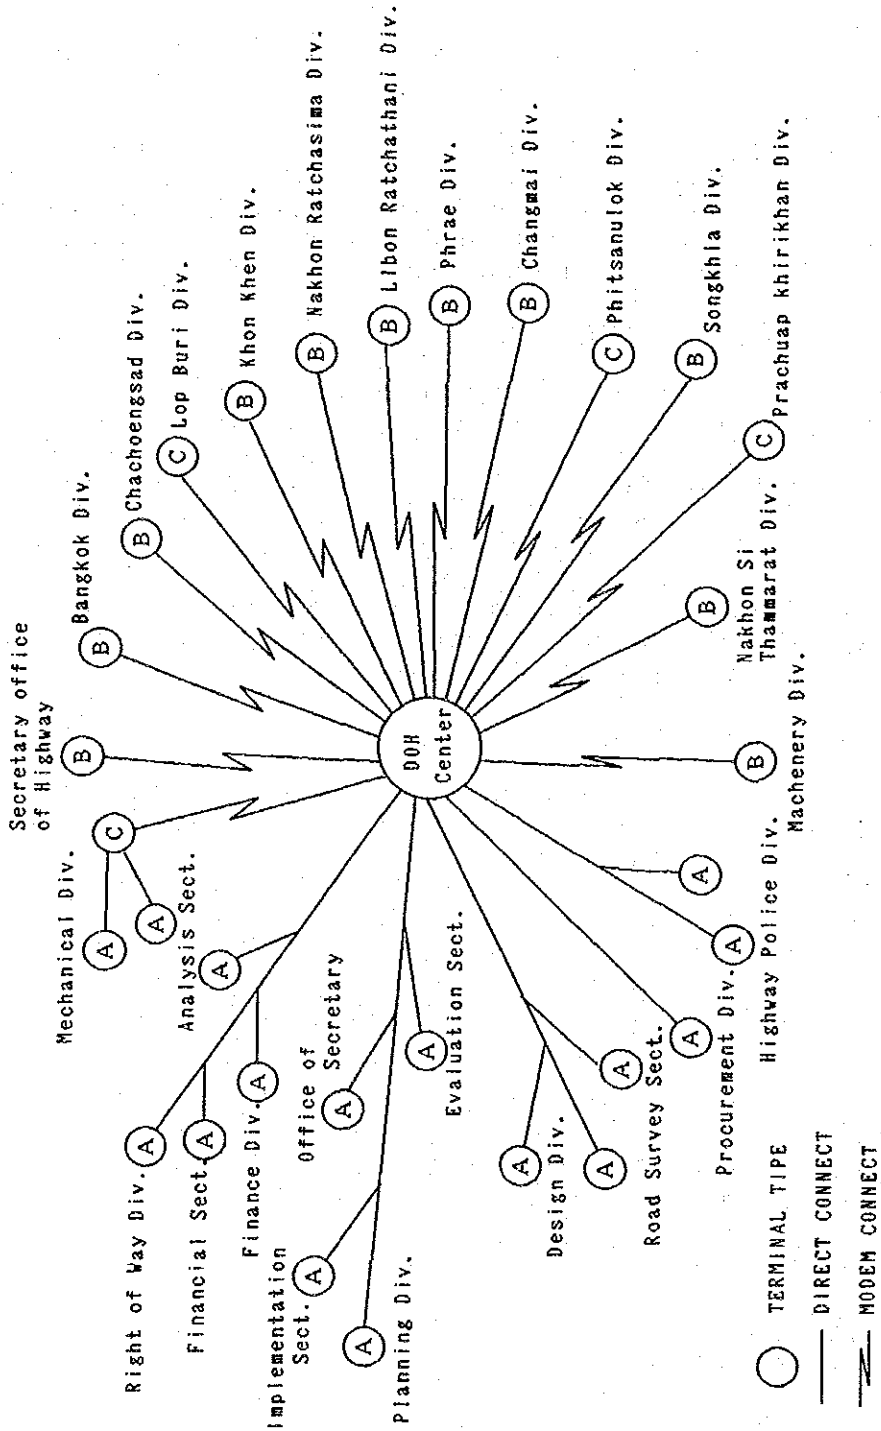 Secretary office
of Highway
Bangkok Div.
B
B
Chachoengsad Div.
B
Lop Buri Div.
C
Khon Khen Div.
B
Nakhon Ratchasima Div.
B
Libon Ratchathani Div.
B
Phrae Div.
B
Changmai Div.
B
Phitsanulok Div.
C
Songkhla Div.
B
Prachuap khirikhan Div.
C
Nakhon Si
Thammarat Div.
B
Machenery Div.
B
DOH
Center
Mechanical Div.
C
A
A
Analysis Sect.
A
Right of Way Div.
A
Financial Sect.
A
Finance Div.
A
Office of
Secretary
A
Implementation
Sect.
A
Planning Div.
A
Evaluation Sect.
A
Design Div.
A
A
Road Survey Sect.
A
Procurement Div.
A
Highway Police Div.
A
A
TERMINAL TIPE
DIRECT CONNECT
MODEM CONNECT